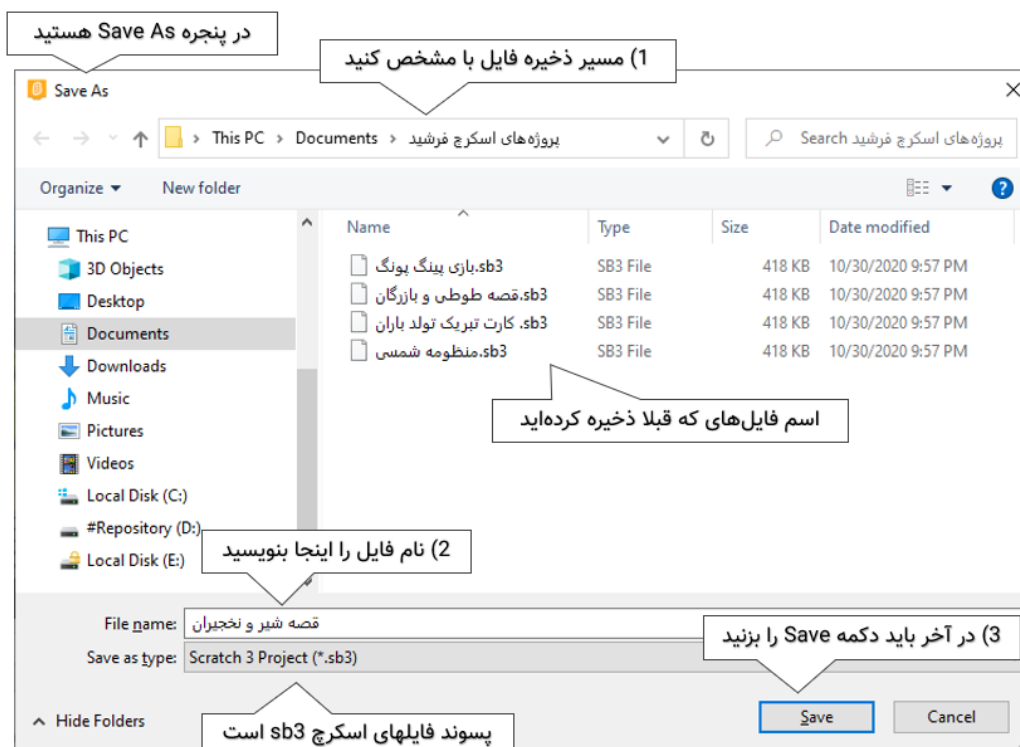 در پنجره Save As هستید
1) مسیر ذخیره فایل با مشخص کنید
Save As
This PC > Documents > پروژه‌های اسکرچ فرشید
Search پروژه‌های اسکرچ فرشید
Organize New folder
Name Type Size Date modified
بازی پینگ پونگ.sb3 SB3 File 418 KB 10/30/2020 9:57 PM
قصه طوطی و بازرگان.sb3 SB3 File 418 KB 10/30/2020 9:57 PM
کارت تبریک تولد باران .sb3 SB3 File 418 KB 10/30/2020 9:57 PM
منظومه شمسی.sb3 SB3 File 418 KB 10/30/2020 9:57 PM
اسم فایل‌های که قبلا ذخیره کرده‌اید
This PC
3D Objects
Desktop
Documents
Downloads
Music
Pictures
Videos
Local Disk (C:)
#Repository (D:)
Local Disk (E:)
2) نام فایل را اینجا بنویسید
File name: قصه شیر و نخجیران
Save as type: Scratch 3 Project (*.sb3)
3) در آخر باید دکمه Save را بزنید
پسوند فایلهای اسکرچ sb3 است
Hide Folders
Save Cancel